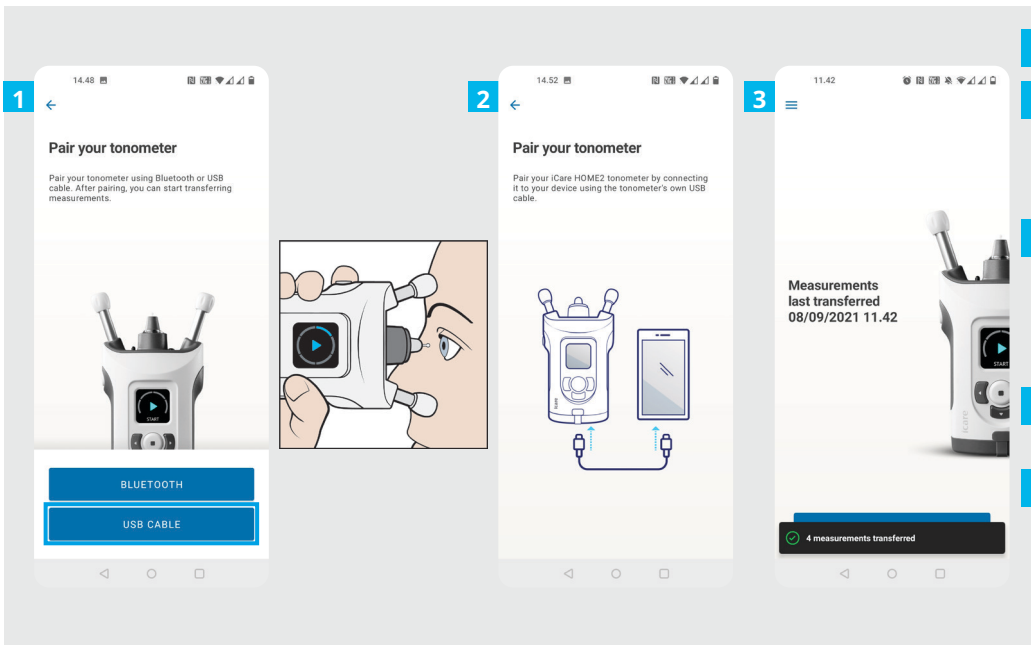 1
14.48
Pair your tonometer
Pair your tonometer using Bluetooth or USB
cable. After pairing, you can start transferring
measurements.
START
BLUETOOTH
USB CABLE
2
14.52
Pair your tonometer
Pair your iCare HOME2 tonometer by connecting
it to your device using the tonometer's own USB
cable.
icare
3
11.42
Measurements
last transferred
08/09/2021 11.42
START
icare
4 measurements transferred